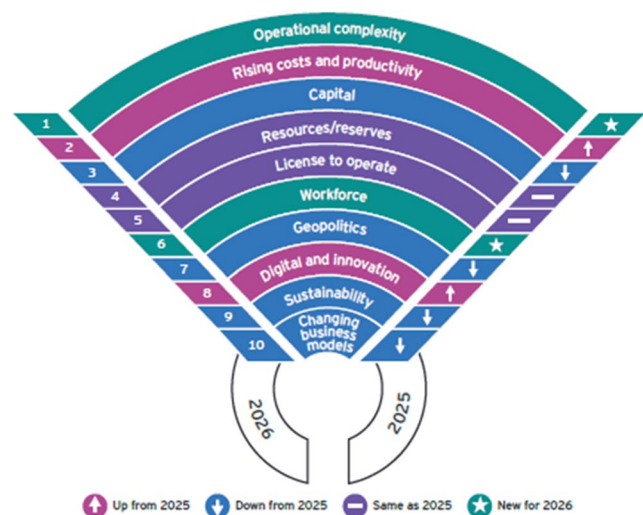 Operational complexity
Rising costs and productivity
Capital
Resources/reserves
License to operate
Workforce
Geopolitics
Digital and innovation
Sustainability
Changing
business
models
1
2
3
4
5
6
7
8
9
10
2026
2025
Up from 2025
Down from 2025
Same as 2025
New for 2026